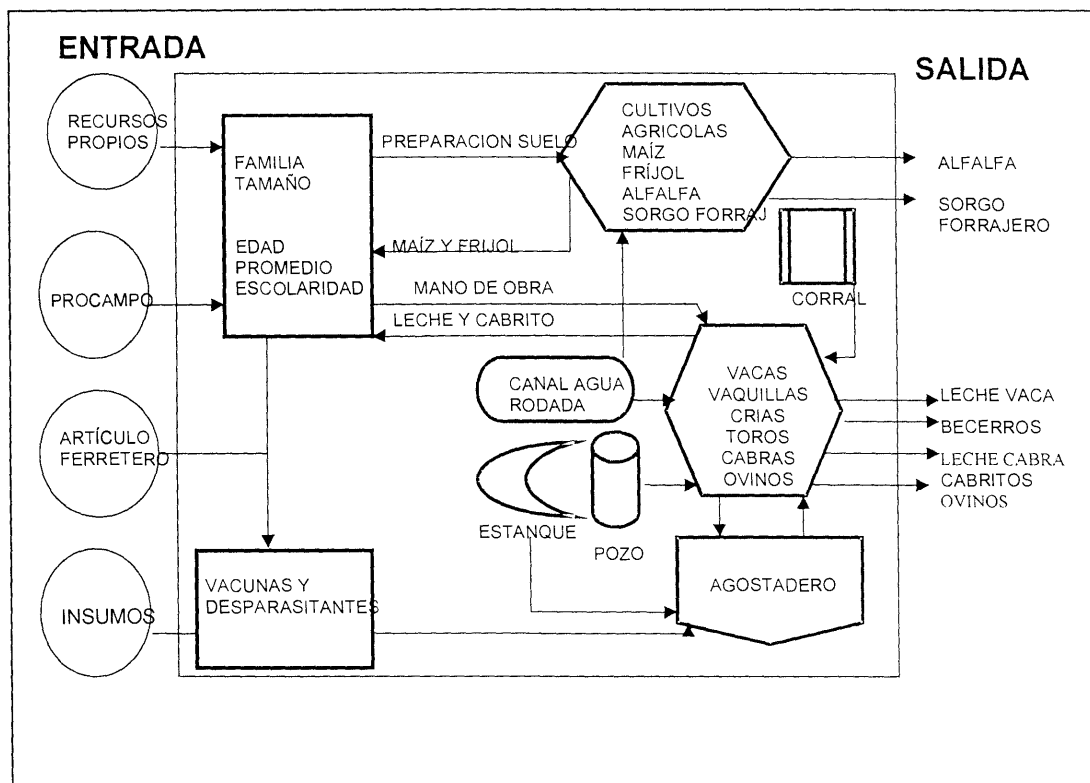 ENTRADA
SALIDA
RECURSOS
PROPIOS
PROCAMPO
ARTÍCULO
FERRETERO
INSUMOS
FAMILIA
TAMAÑO
EDAD
PROMEDIO
ESCOLARIDAD
VACUNAS Y
DESPARASITANTES
PREPARACION SUELO
MAÍZ Y FRIJOL
MANO DE OBRA
LECHE Y CABRITO
CULTIVOS
AGRICOLAS
MAÍZ
FRÍJOL
ALFALFA
SORGO FORRAJ
CORRAL
CANAL AGUA
RODADA
ESTANQUE
POZO
VACAS
VAQUILLAS
CRIAS
TOROS
CABRAS
OVINOS
AGOSTADERO
ALFALFA
SORGO
FORRAJERO
LECHE VACA
BECERROS
LECHE CABRA
CABRITOS
OVINOS